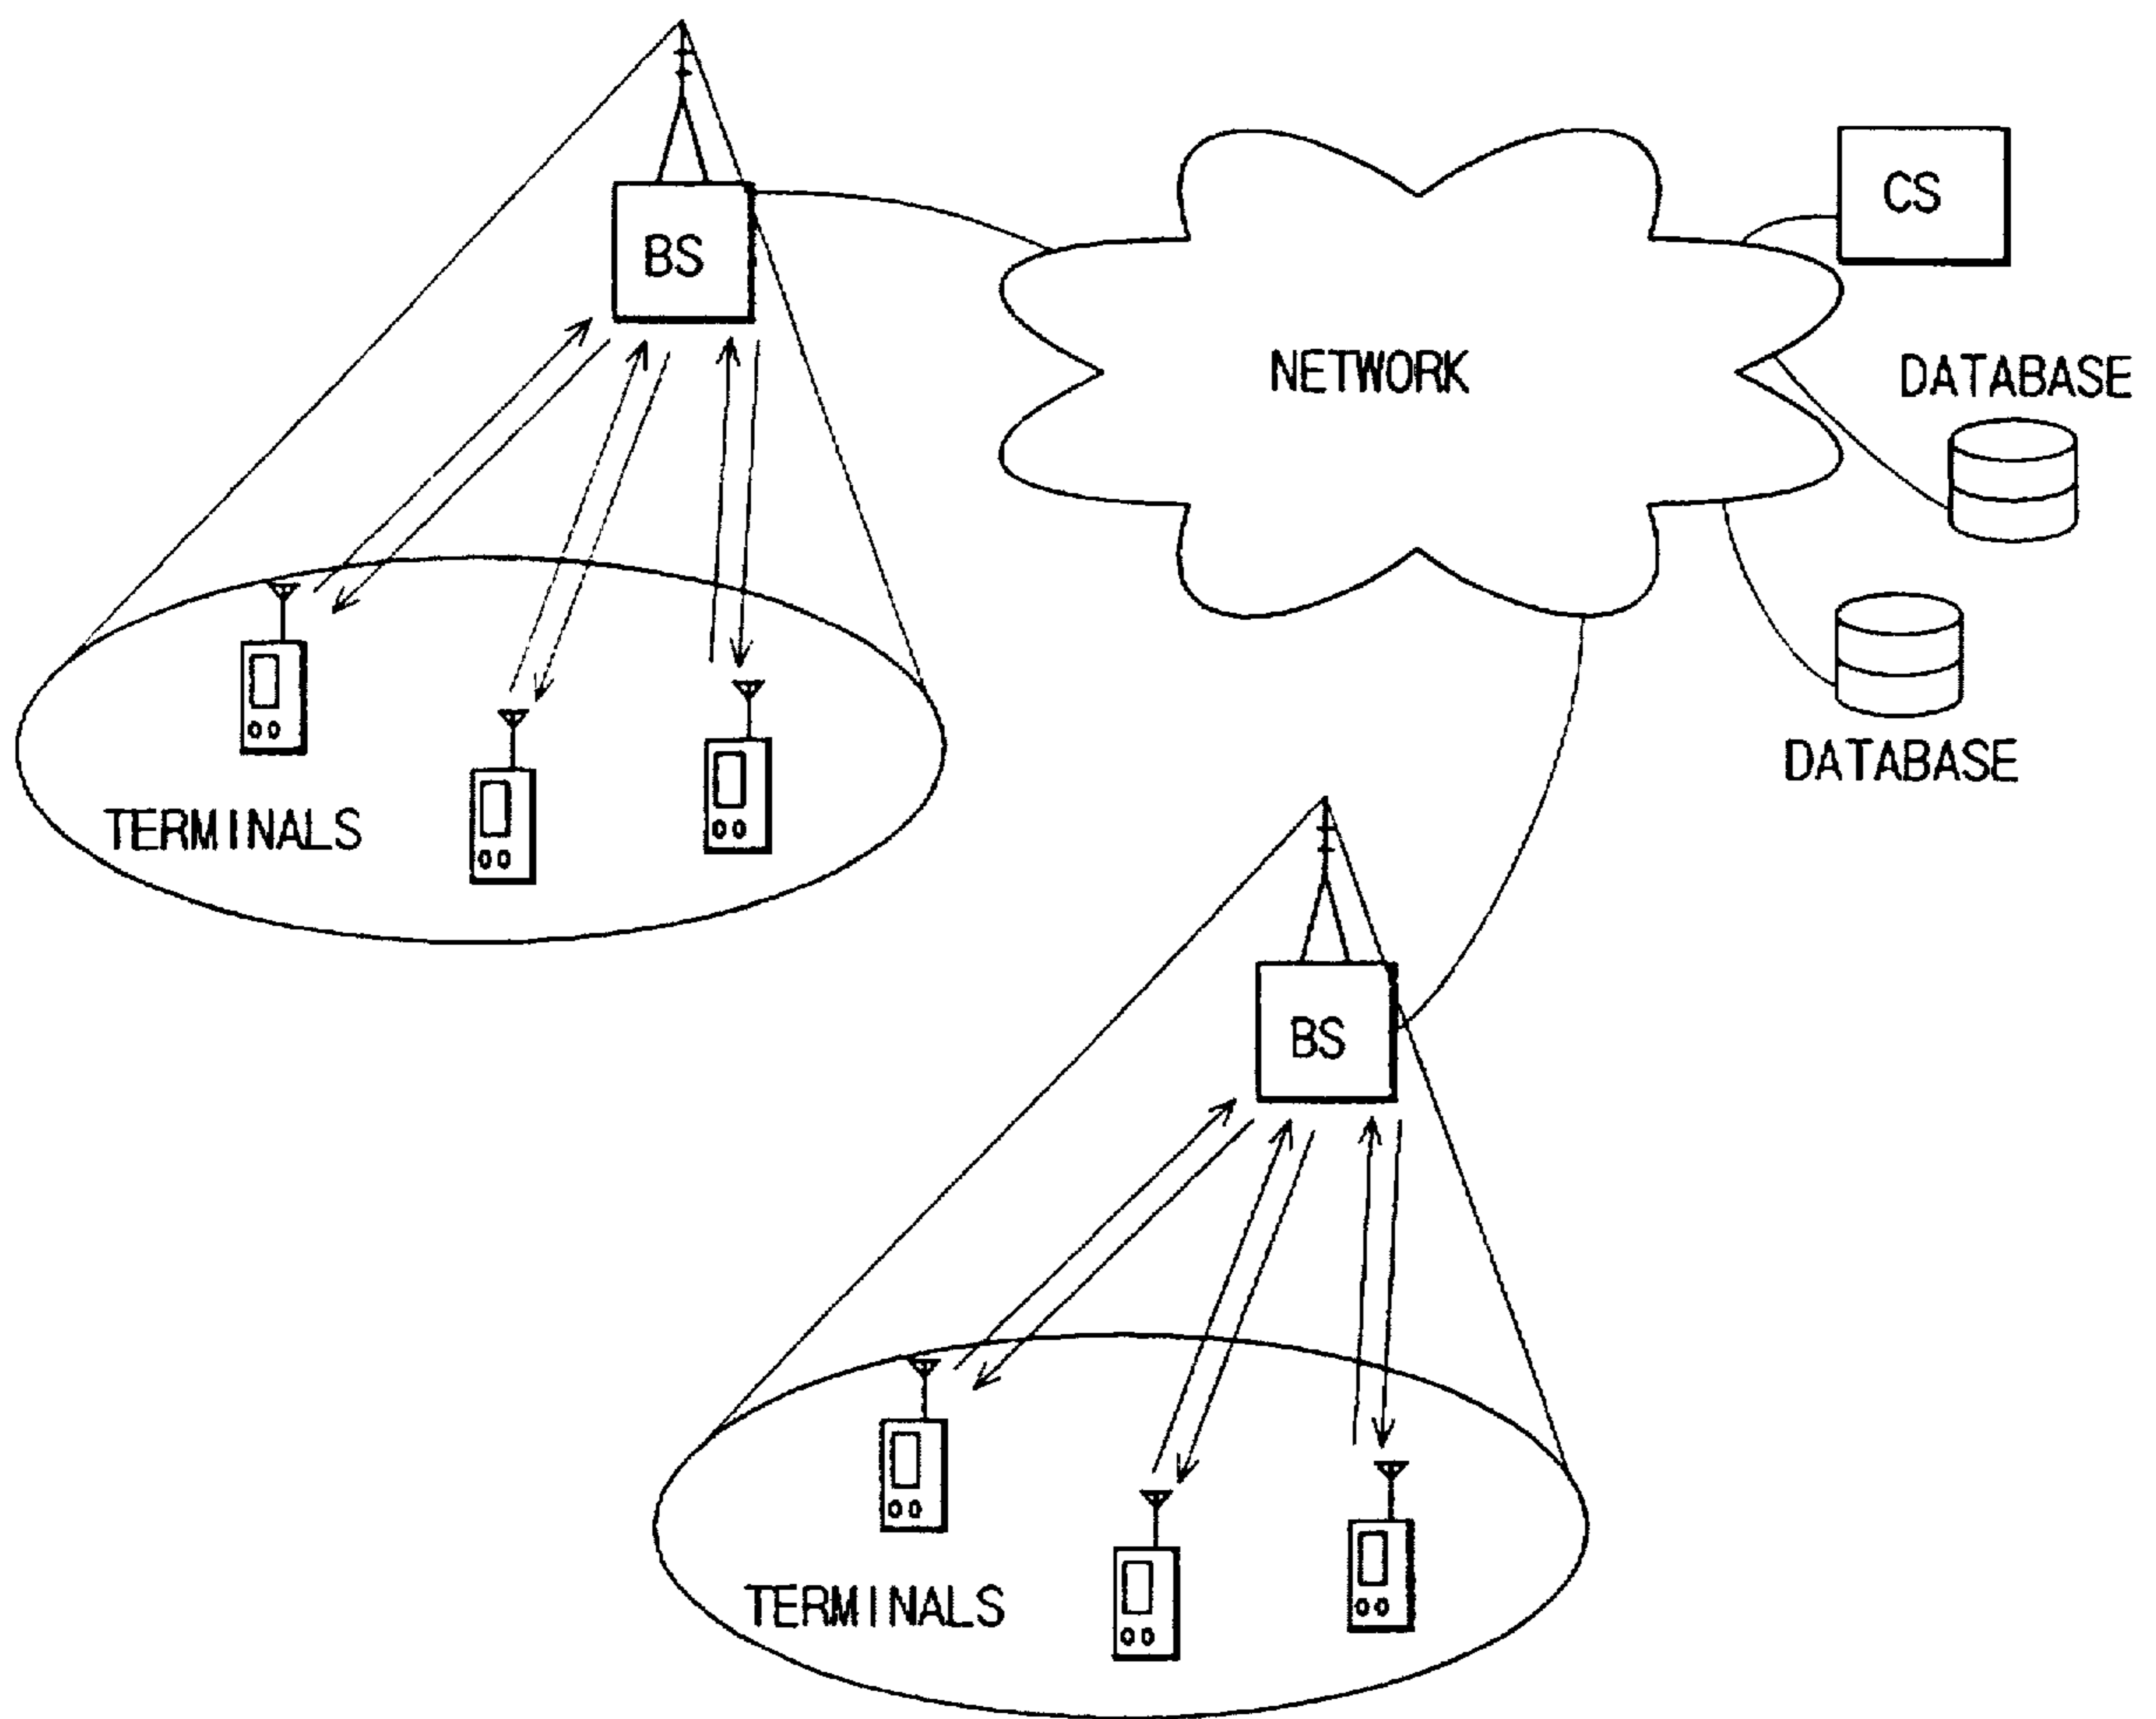 BS
CS
NETWORK
DATABASE
DATABASE
TERMINALS
BS
TERMINALS